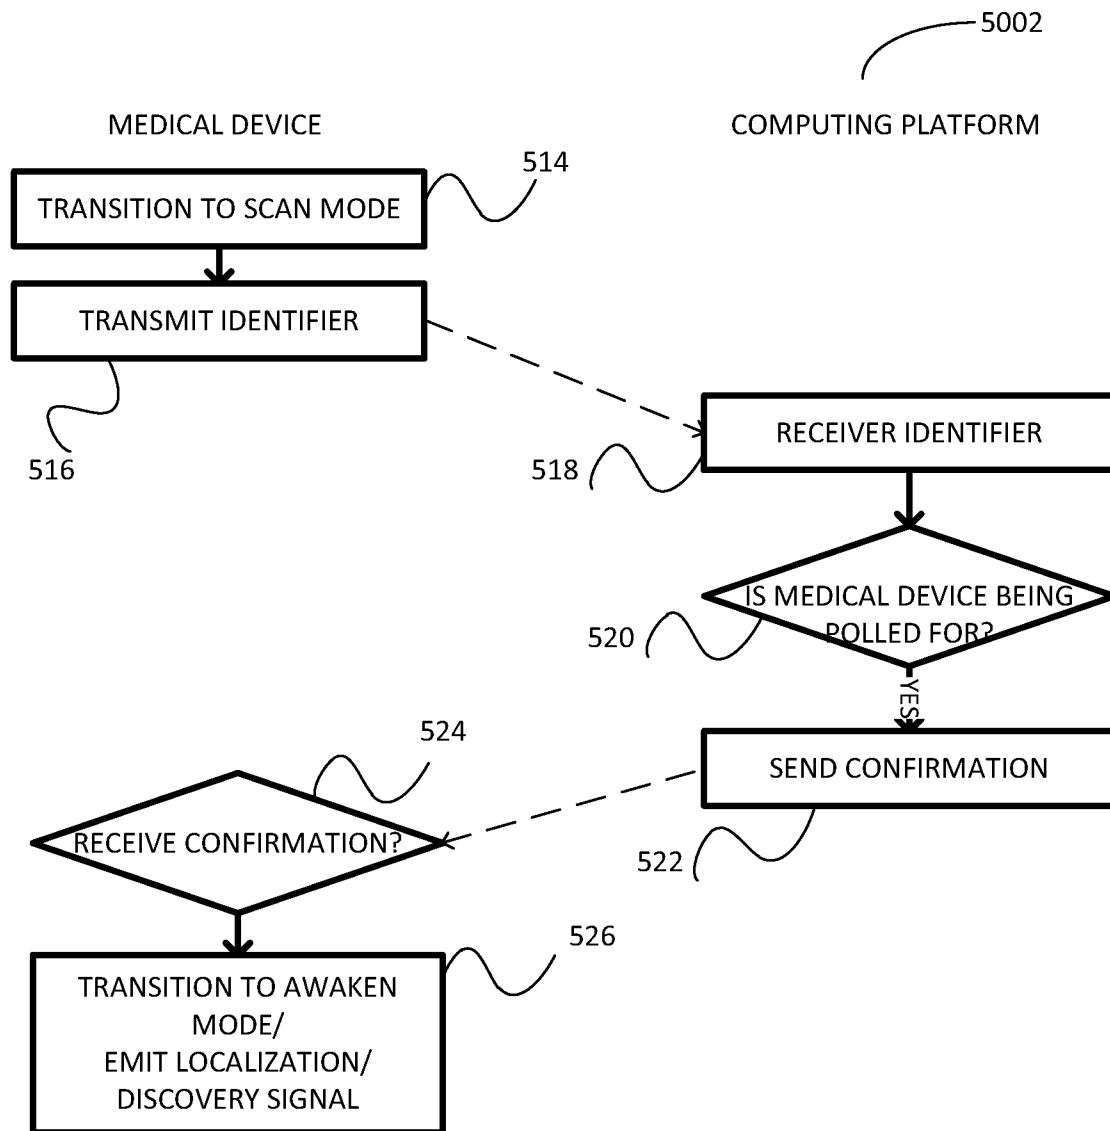 5002
MEDICAL DEVICE
COMPUTING PLATFORM
514
TRANSITION TO SCAN MODE
TRANSMIT IDENTIFIER
516
RECEIVER IDENTIFIER
518
IS MEDICAL DEVICE BEING
POLLED FOR?
520
YES
SEND CONFIRMATION
522
524
RECEIVE CONFIRMATION?
526
TRANSITION TO AWAKEN
MODE/
EMIT LOCALIZATION/
DISCOVERY SIGNAL